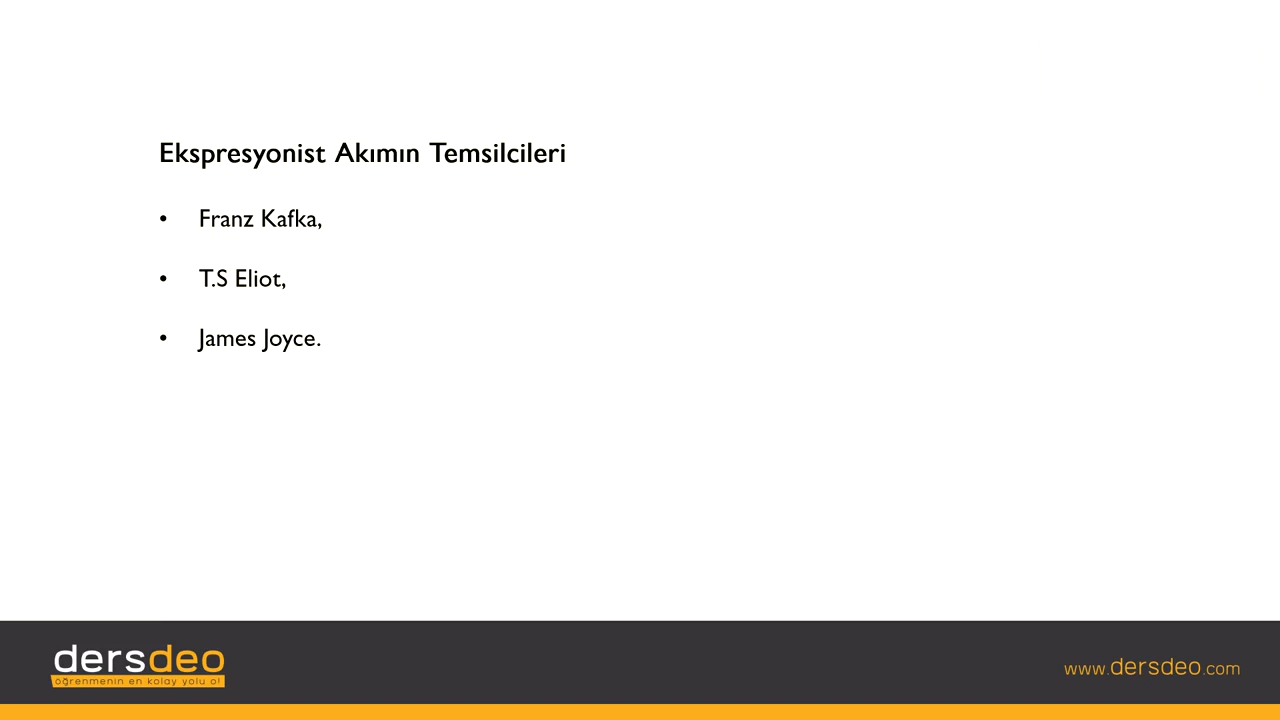 Ekspresyonist Akımın Temsilcileri
• Franz Kafka,
• T.S Eliot,
• James Joyce.
dersdeo
öğrenmenin en kolay yolu o!
www.dersdeo.com